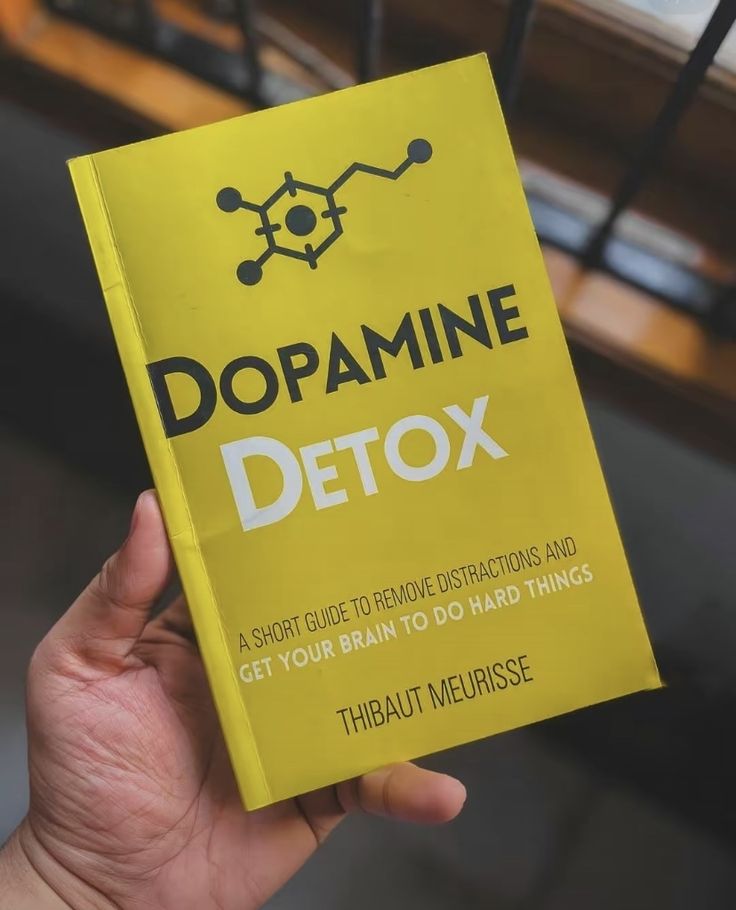 DOPAMINE
DETOX
A SHORT GUIDE TO REMOVE DISTRACTIONS AND
GET YOUR BRAIN TO DO HARD THINGS
THIBAUT MEURISSE